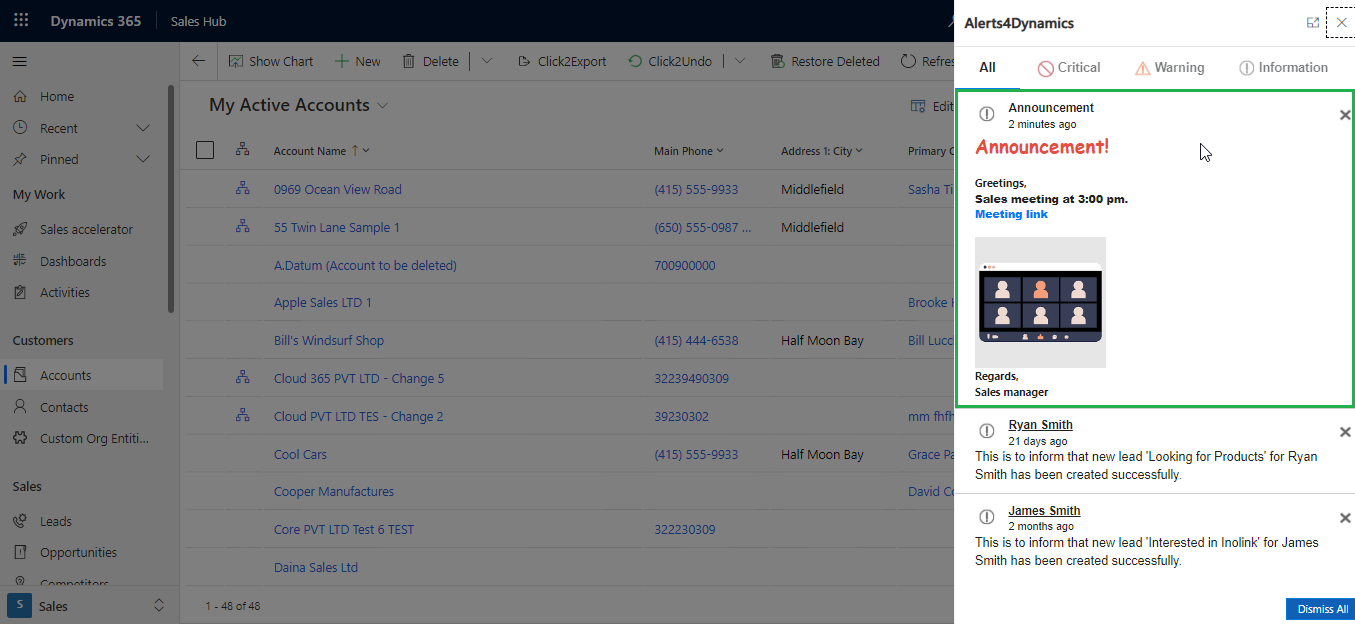 Dynamics 365
Sales Hub
Home
Recent
Pinned
My Work
Sales accelerator
Dashboards
Activities
Customers
Accounts
Contacts
Custom Org Entiti...
Sales
Leads
Opportunities
Competitors
S
Sales
Show Chart
New
Delete
Click2Export
Click2Undo
Restore Deleted
Refres
My Active Accounts
Edit
Account Name ↑ Main Phone Address 1: City Primary C
0969 Ocean View Road (415) 555-9933 Middlefield Sasha Ti
55 Twin Lane Sample 1 (650) 555-0987 ... Middlefield
A.Datum (Account to be deleted) 700900000
Apple Sales LTD 1 Brooke H
Bill's Windsurf Shop (415) 444-6538 Half Moon Bay Bill Lucc
Cloud 365 PVT LTD - Change 5 32239490309
Cloud PVT LTD TES - Change 2 39230302 mm fhfh
Cool Cars (415) 555-9933 Half Moon Bay Grace Pa
Cooper Manufactures David Co
Core PVT LTD Test 6 TEST 322230309
Daina Sales Ltd
1 - 48 of 48
Alerts4Dynamics
All Critical Warning Information
Announcement
2 minutes ago
Announcement!
Greetings,
Sales meeting at 3:00 pm.
Meeting link
Regards,
Sales manager
Ryan Smith
21 days ago
This is to inform that new lead 'Looking for Products' for Ryan
Smith has been created successfully.
James Smith
2 months ago
This is to inform that new lead 'Interested in Inolink' for James
Smith has been created successfully.
Dismiss All